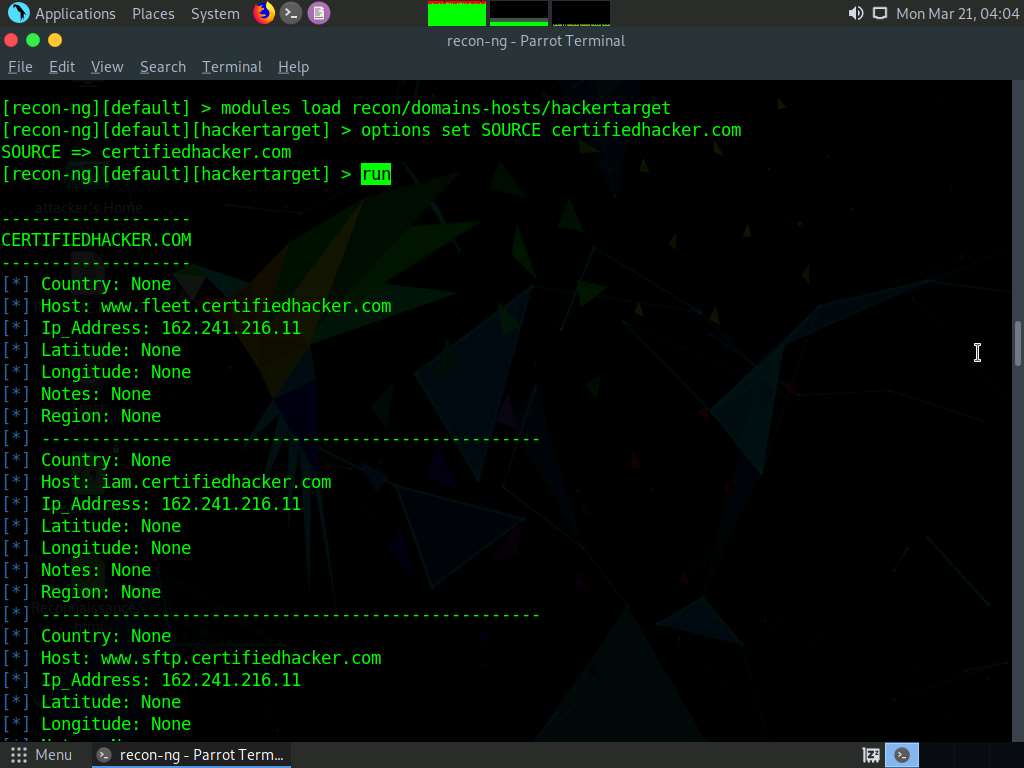 Applications Places System Mon Mar 21, 04:04
recon-ng - Parrot Terminal
File Edit View Search Terminal Help
[recon-ng][default] > modules load recon/domains-hosts/hackertarget
[recon-ng][default][hackertarget] > options set SOURCE certifiedhacker.com
SOURCE => certifiedhacker.com
[recon-ng][default][hackertarget] > run
attacker's Home
-------------------
CERTIFIEDHACKER.COM
-------------------
[*] Country: None
[*] Host: www.fleet.certifiedhacker.com
[*] Ip_Address: 162.241.216.11
[*] Latitude: None
[*] Longitude: None
[*] Notes: None
[*] Region: None
[*] --------------------------------------------------
[*] Country: None
[*] Host: iam.certifiedhacker.com
[*] Ip_Address: 162.241.216.11
[*] Latitude: None
[*] Longitude: None
[*] Notes: None
[*] Region: None
[*] --------------------------------------------------
[*] Country: None
[*] Host: www.sftp.certifiedhacker.com
[*] Ip_Address: 162.241.216.11
[*] Latitude: None
[*] Longitude: None
Menu recon-ng - Parrot Term...